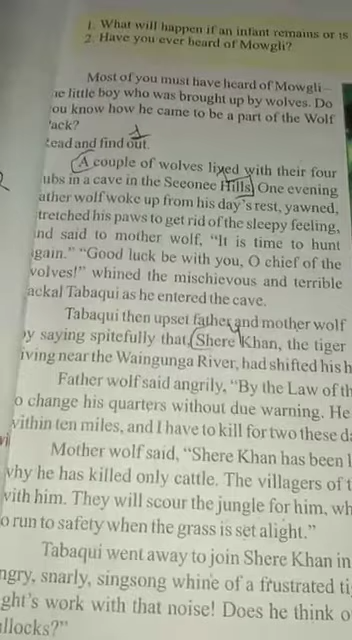 1. What will happen if an infant remains or is
2. Have you ever heard of Mowgli?
Most of you must have heard of Mowgli –
he little boy who was brought up by wolves. Do
ou know how he came to be a part of the Wolf
ack?
Read and find out.
A couple of wolves lived with their four
ubs in a cave in the Seeonee Hills. One evening
ather wolf woke up from his day's rest, yawned,
tretched his paws to get rid of the sleepy feeling,
nd said to mother wolf, "It is time to hunt
gain." "Good luck be with you, O chief of the
volves!" whined the mischievous and terrible
ackal Tabaqui as he entered the cave.
Tabaqui then upset father and mother wolf
y saying spitefully that Shere Khan, the tiger
iving near the Waingunga River, had shifted his h
Father wolf said angrily, "By the Law of th
o change his quarters without due warning. He
within ten miles, and I have to kill for two these da
Mother wolf said, "Shere Khan has been l
why he has killed only cattle. The villagers of t
with him. They will scour the jungle for him, wh
o run to safety when the grass is set alight."
Tabaqui went away to join Shere Khan in
ngry, snarly, singsong whine of a frustrated ti
ght's work with that noise! Does he think o
llocks?"